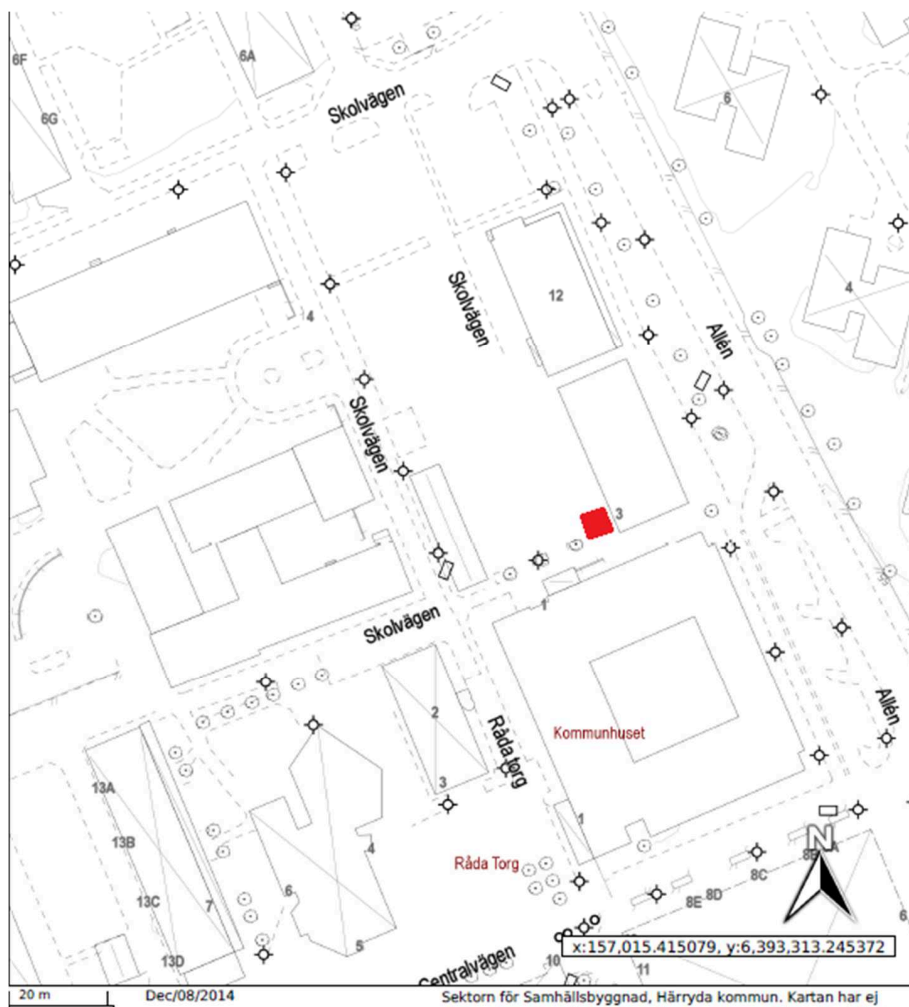 6F
6A
6G
Skolvägen
6
4
12
Skolvägen
4
Allén
Skolvägen
3
1
Skolvägen
2
Råda torg
Kommunhuset
Allén
3
13A
13B
1
4
Råda Torg
6
13C
7
5
13D
8C
8D
8E
N
Centralvägen
10
11
6
x:157,015.415079, y:6,393,313.245372
20 m
Dec/08/2014
Sektorn för Samhällsbyggnad, Härryda kommun. Kartan har ej